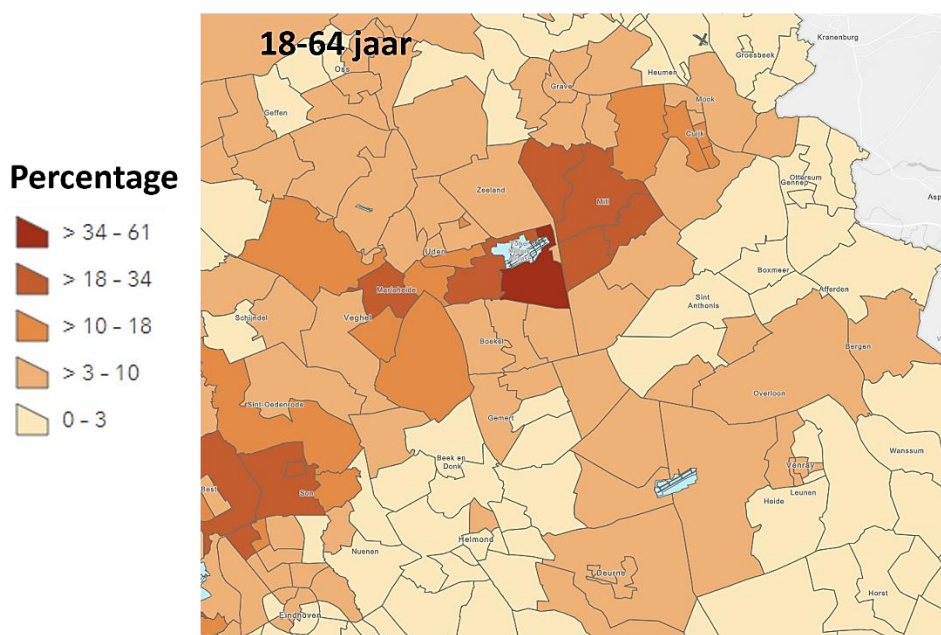 18-64 jaar
Percentage
> 34 - 61
> 18 - 34
> 10 - 18
> 3 - 10
0 - 3
Kranenburg
Oss
Heumen
Groesbeek
Geffen
Grave
Mook
Cuijk
Zeeland
Mill
Ottersum
Gennep
Asp
Uden
Boxmeer
Mariaheide
Sint
Anthonis
Afferden
Schijndel
Veghel
Boekel
Bergen
Sint-Oedenrode
Overloon
Gemert
Beek en
Donk
Wanssum
Venray
Best
Son
Heide
Leunen
Nuenen
Helmond
Deurne
Horst
Eindhoven